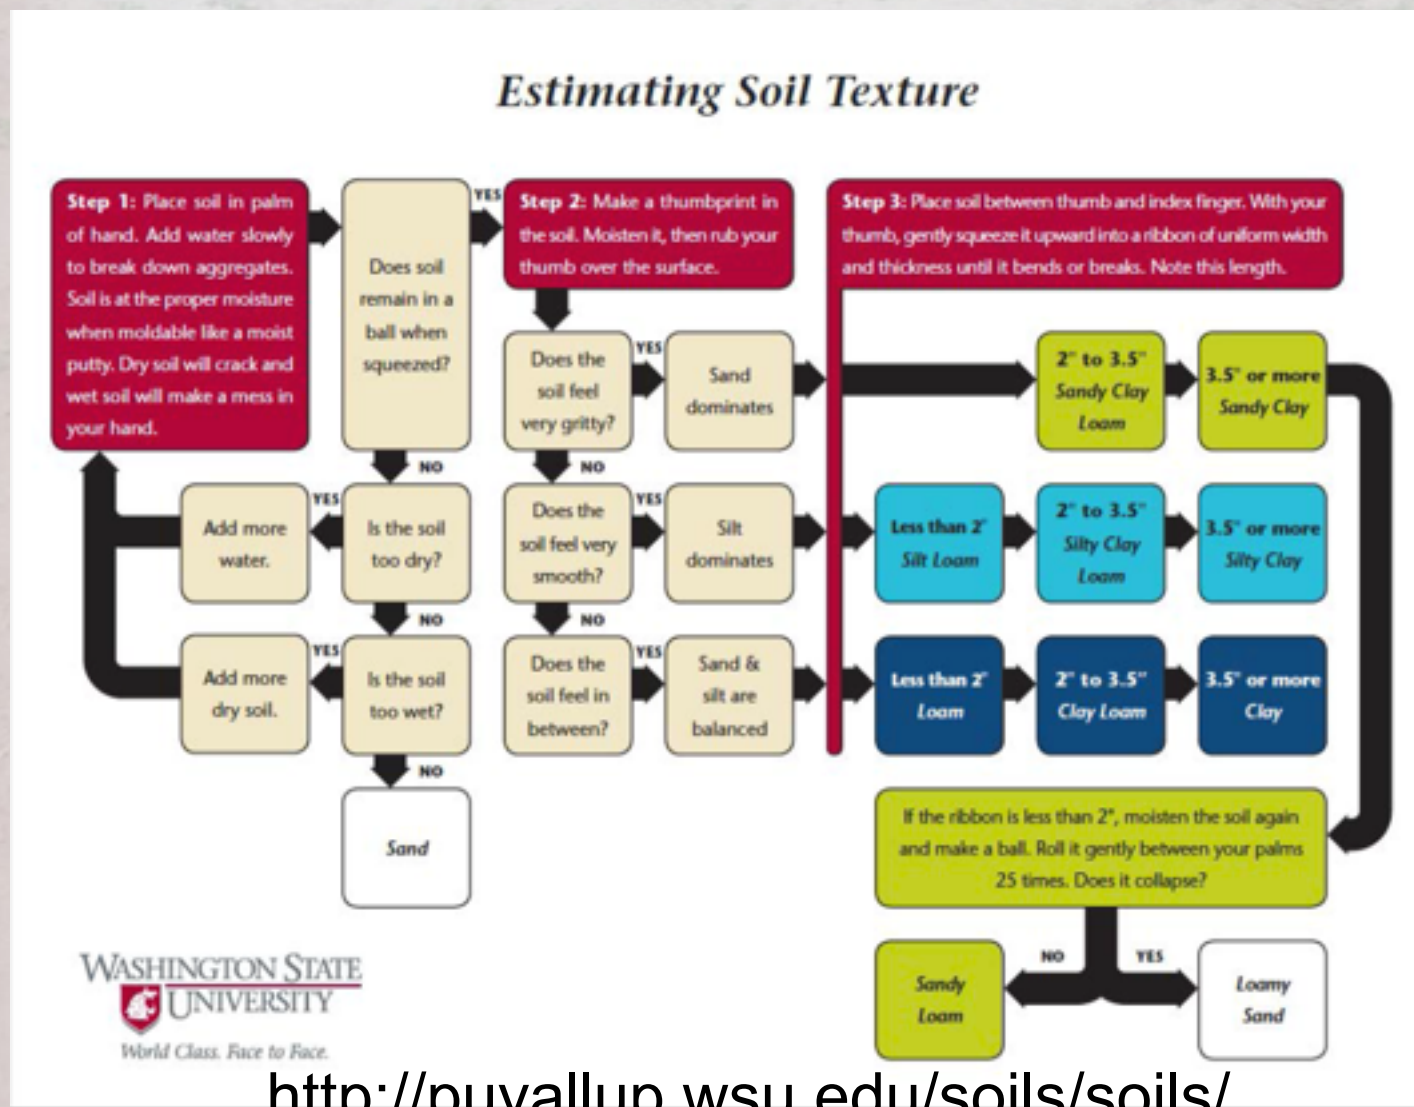 Estimating Soil Texture
Step 1: Place soil in palm
of hand. Add water slowly
to break down aggregates.
Soil is at the proper moisture
when moldable like a moist
putty. Dry soil will crack and
wet soil will make a mess in
your hand.
Does soil
remain in a
ball when
squeezed?
YES
Step 2: Make a thumbprint in
the soil. Moisten it, then rub your
thumb over the surface.
Step 3: Place soil between thumb and index finger. With your
thumb, gently squeeze it upward into a ribbon of uniform width
and thickness until it bends or breaks. Note this length.
Does the
soil feel
very gritty?
YES
Sand
dominates
2" to 3.5"
Sandy Clay
Loam
3.5" or more
Sandy Clay
NO
NO
Add more
water.
YES
Is the soil
too dry?
Does the
soil feel very
smooth?
YES
Silt
dominates
Less than 2"
Silt Loam
2" to 3.5"
Silty Clay
Loam
3.5" or more
Silty Clay
NO
NO
Add more
dry soil.
YES
Is the soil
too wet?
Does the
soil feel in
between?
YES
Sand &
silt are
balanced
Less than 2"
Loam
2" to 3.5"
Clay Loam
3.5" or more
Clay
NO
Sand
If the ribbon is less than 2", moisten the soil again
and make a ball. Roll it gently between your palms
25 times. Does it collapse?
NO
YES
Sandy
Loam
Loamy
Sand
WASHINGTON STATE
UNIVERSITY
World Class. Face to Face.
http://puyallup.wsu.edu/soils/soils/